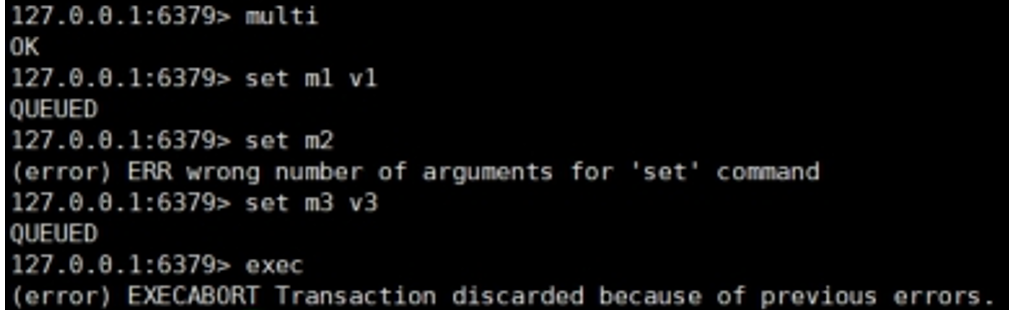 127.0.0.1:6379> multi
OK
127.0.0.1:6379> set m1 v1
QUEUED
127.0.0.1:6379> set m2
(error) ERR wrong number of arguments for 'set' command
127.0.0.1:6379> set m3 v3
QUEUED
127.0.0.1:6379> exec
(error) EXECABORT Transaction discarded because of previous errors.